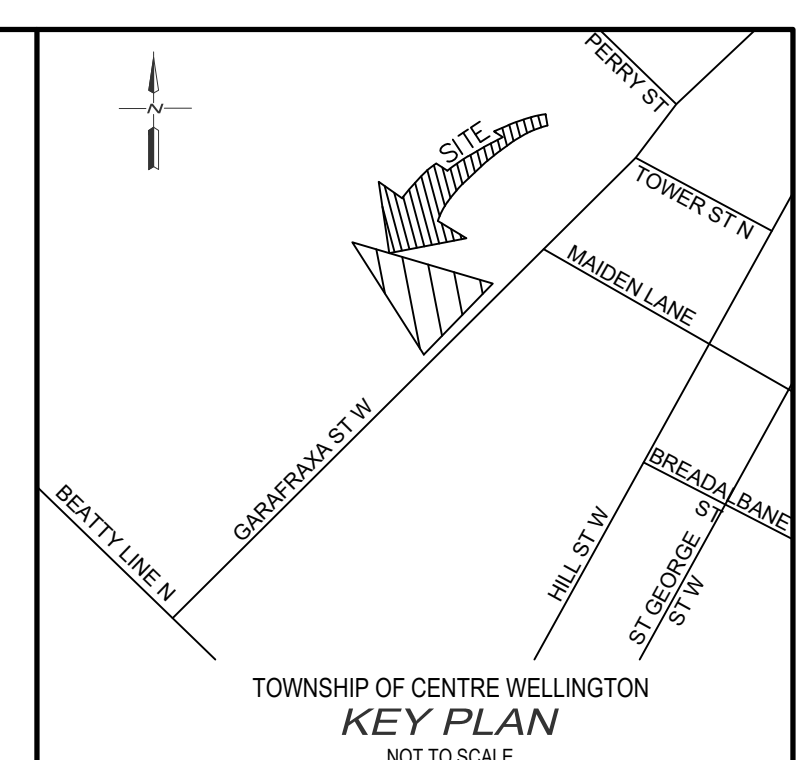 PERRY ST
N
SITE
TOWER ST N
MAIDEN LANE
GARAFRAXA ST W
BREADALBANE
ST
BEATTY LINE N
HILL ST W
ST GEORGE
ST W
TOWNSHIP OF CENTRE WELLINGTON
KEY PLAN
NOT TO SCALE